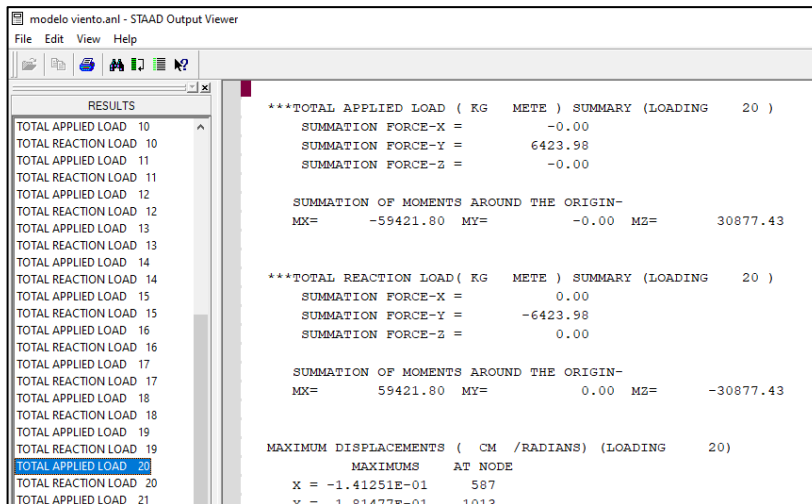 modelo viento.anl - STAAD Output Viewer
File Edit View Help
RESULTS
TOTAL APPLIED LOAD 10
TOTAL REACTION LOAD 10
TOTAL APPLIED LOAD 11
TOTAL REACTION LOAD 11
TOTAL APPLIED LOAD 12
TOTAL REACTION LOAD 12
TOTAL APPLIED LOAD 13
TOTAL REACTION LOAD 13
TOTAL APPLIED LOAD 14
TOTAL REACTION LOAD 14
TOTAL APPLIED LOAD 15
TOTAL REACTION LOAD 15
TOTAL APPLIED LOAD 16
TOTAL REACTION LOAD 16
TOTAL APPLIED LOAD 17
TOTAL REACTION LOAD 17
TOTAL APPLIED LOAD 18
TOTAL REACTION LOAD 18
TOTAL APPLIED LOAD 19
TOTAL REACTION LOAD 19
TOTAL APPLIED LOAD 20
TOTAL REACTION LOAD 20
TOTAL APPLIED LOAD 21
***TOTAL APPLIED LOAD ( KG METE ) SUMMARY (LOADING 20 )
SUMMATION FORCE-X = -0.00
SUMMATION FORCE-Y = 6423.98
SUMMATION FORCE-Z = -0.00
SUMMATION OF MOMENTS AROUND THE ORIGIN-
MX= -59421.80 MY= -0.00 MZ= 30877.43
***TOTAL REACTION LOAD( KG METE ) SUMMARY (LOADING 20 )
SUMMATION FORCE-X = 0.00
SUMMATION FORCE-Y = -6423.98
SUMMATION FORCE-Z = 0.00
SUMMATION OF MOMENTS AROUND THE ORIGIN-
MX= 59421.80 MY= 0.00 MZ= -30877.43
MAXIMUM DISPLACEMENTS ( CM /RADIANS) (LOADING 20)
MAXIMUMS AT NODE
X = -1.41251E-01 587